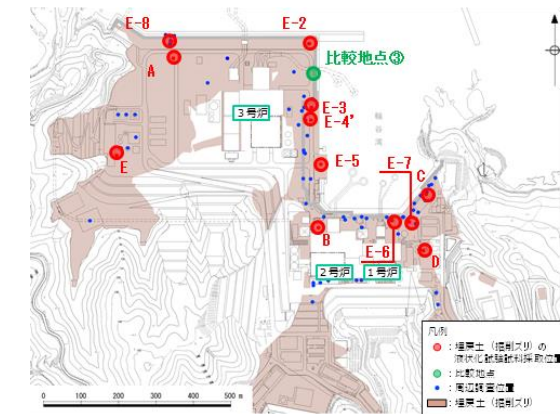 E-8
E-2
A
比較地点③
E-3
E-4'
3号炉
輪谷湾
E-5
E
E-7
C
B
E-6
D
2号炉
1号炉
凡例
：埋戻土（掘削ズリ）の
液状化試験試料採取位置
：比較地点
：周辺調査位置
：埋戻土（掘削ズリ）
0 100 200 300 400 500 m